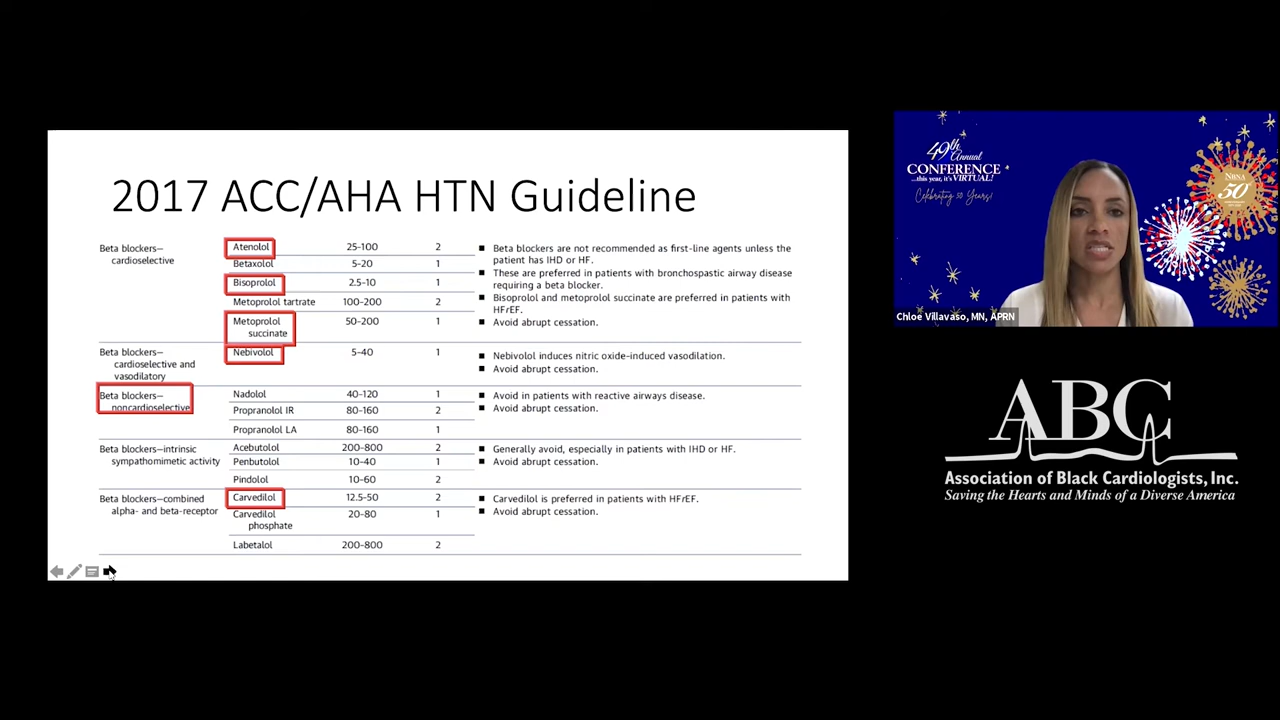 2017 ACC/AHA HTN Guideline
Beta blockers—
cardioselective
Atenolol 25-100 2
Betaxolol 5-20 1
Bisoprolol 2.5-10 1
Metoprolol tartrate 100-200 2
Metoprolol
succinate
50-200 1
■ Beta blockers are not recommended as first-line agents unless the
patient has IHD or HF.
■ These are preferred in patients with bronchospastic airway disease
requiring a beta blocker.
■ Bisoprolol and metoprolol succinate are preferred in patients with
HFrEF.
■ Avoid abrupt cessation.
Beta blockers—
cardioselective and
vasodilatory
Nebivolol 5-40 1
■ Nebivolol induces nitric oxide-induced vasodilation.
■ Avoid abrupt cessation.
Beta blockers—
noncardioselective
Nadolol 40-120 1
Propranolol IR 80-160 2
Propranolol LA 80-160 1
■ Avoid in patients with reactive airways disease.
■ Avoid abrupt cessation.
Beta blockers—intrinsic
sympathomimetic activity
Acebutolol 200-800 2
Penbutolol 10-40 1
Pindolol 10-60 2
■ Generally avoid, especially in patients with IHD or HF.
■ Avoid abrupt cessation.
Beta blockers—combined
alpha- and beta-receptor
Carvedilol 12.5-50 2
Carvedilol
phosphate
20-80 1
Labetalol 200-800 2
■ Carvedilol is preferred in patients with HFrEF.
■ Avoid abrupt cessation.
49th
Annual
CONFERENCE
...this year, it's VIRTUAL!
Celebrating 50 Years!
NBNA
50
Chloe Villavaso, MN, APRN
ABC
Association of Black Cardiologists, Inc.
Saving the Hearts and Minds of a Diverse America